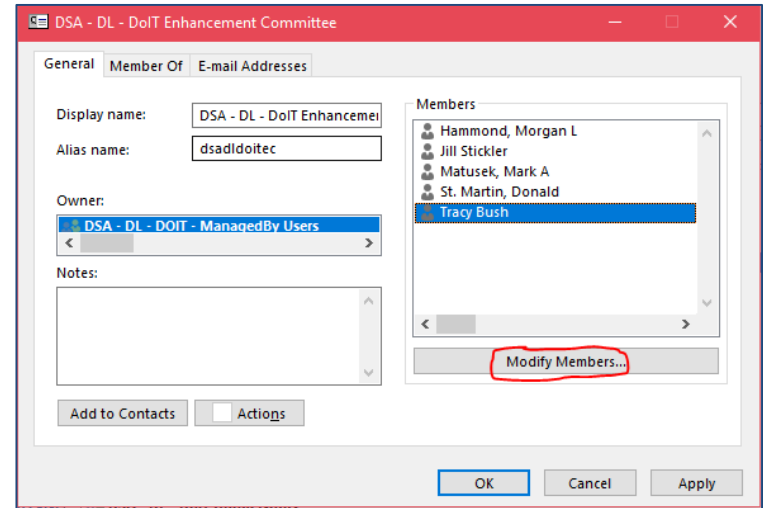 DSA - DL - DoIT Enhancement Committee
General Member Of E-mail Addresses
Display name: DSA - DL - DoIT Enhancemei
Alias name: dsadldoitec
Owner:
DSA - DL - DOIT - ManagedBy Users
Notes:
Members
Hammond, Morgan L
Jill Stickler
Matusek, Mark A
St. Martin, Donald
Tracy Bush
Modify Members...
Add to Contacts Actions
OK Cancel Apply